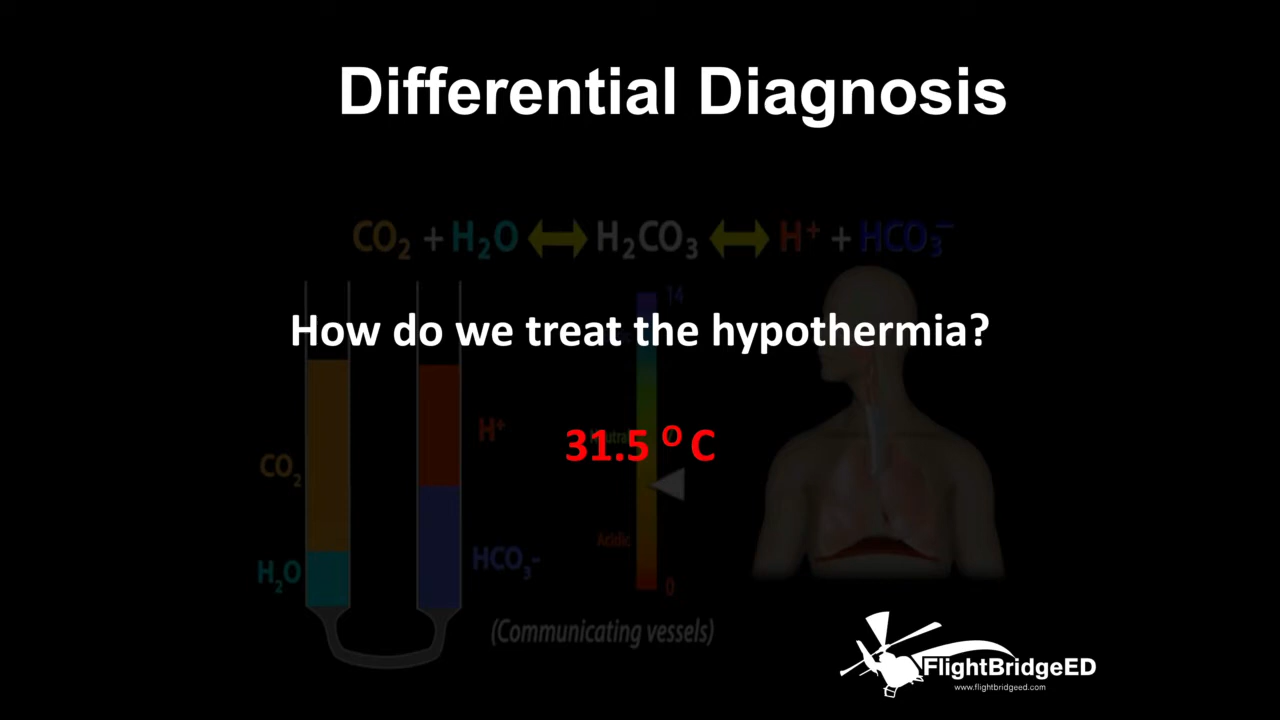 Differential Diagnosis
CO₂ + H₂O ⟷ H₂CO₃ ⟷ H⁺ + HCO₃⁻
14
How do we treat the hypothermia?
H⁺
31.5 ᴼ C
CO₂
Acidic
HCO₃⁻
H₂O
0
(Communicating vessels)
FlightBridgeED
www.flightbridgeed.com